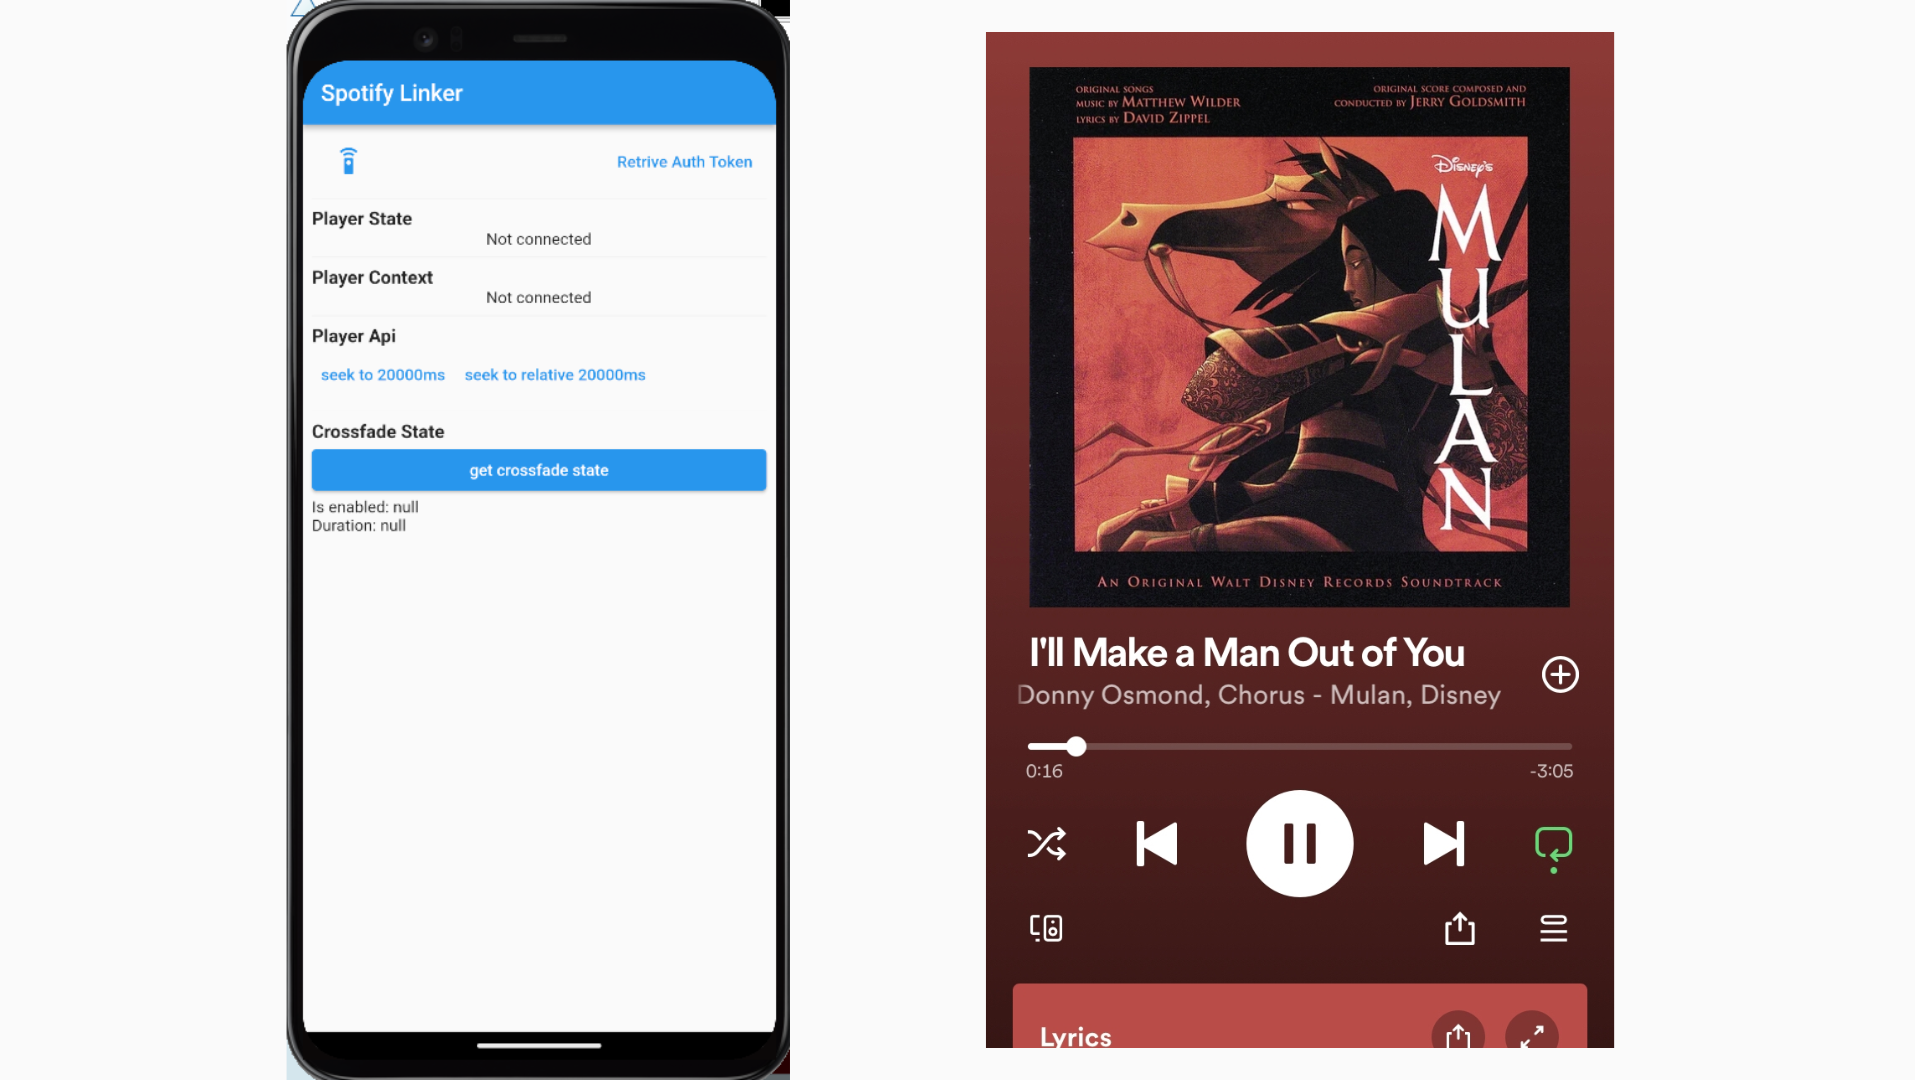 Spotify Linker
Retrive Auth Token
Player State
Not connected
Player Context
Not connected
Player Api
seek to 20000ms seek to relative 20000ms
Crossfade State
get crossfade state
Is enabled: null
Duration: null
ORIGINAL SONGS
MUSIC BY MATTHEW WILDER
LYRICS BY DAVID ZIPPEL
ORIGINAL SCORE COMPOSED AND
CONDUCTED BY JERRY GOLDSMITH
DISNEY'S
MULAN
AN ORIGINAL WALT DISNEY RECORDS SOUNDTRACK
I'll Make a Man Out of You
Donny Osmond, Chorus - Mulan, Disney
0:16 -3:05
Lyrics